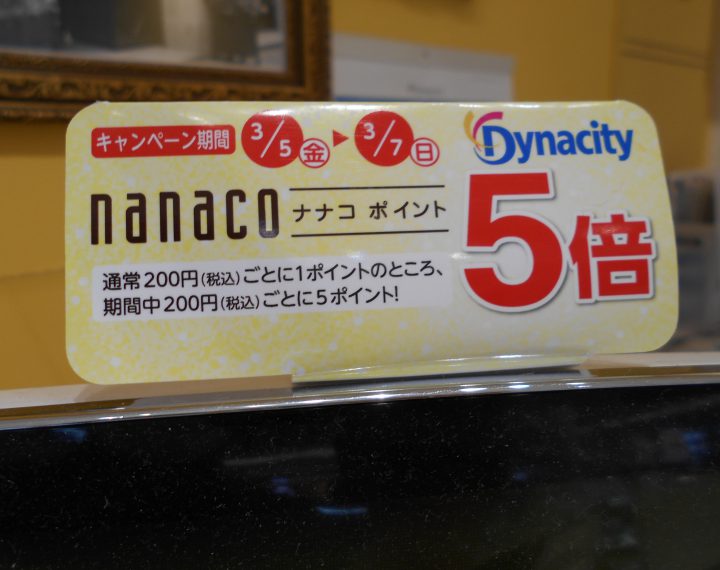 キャンペーン期間 3/5金 ▶ 3/7日
Dynacity
nanaco ナナコ ポイント
5倍
通常200円(税込)ごとに1ポイントのところ、
期間中200円(税込)ごとに5ポイント!